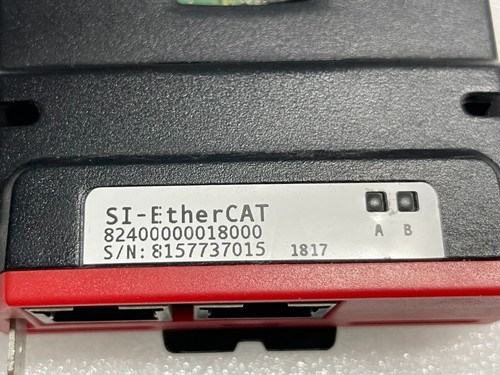 SI-EtherCAT
82400000018000
S/N: 8157737015 1817
A B